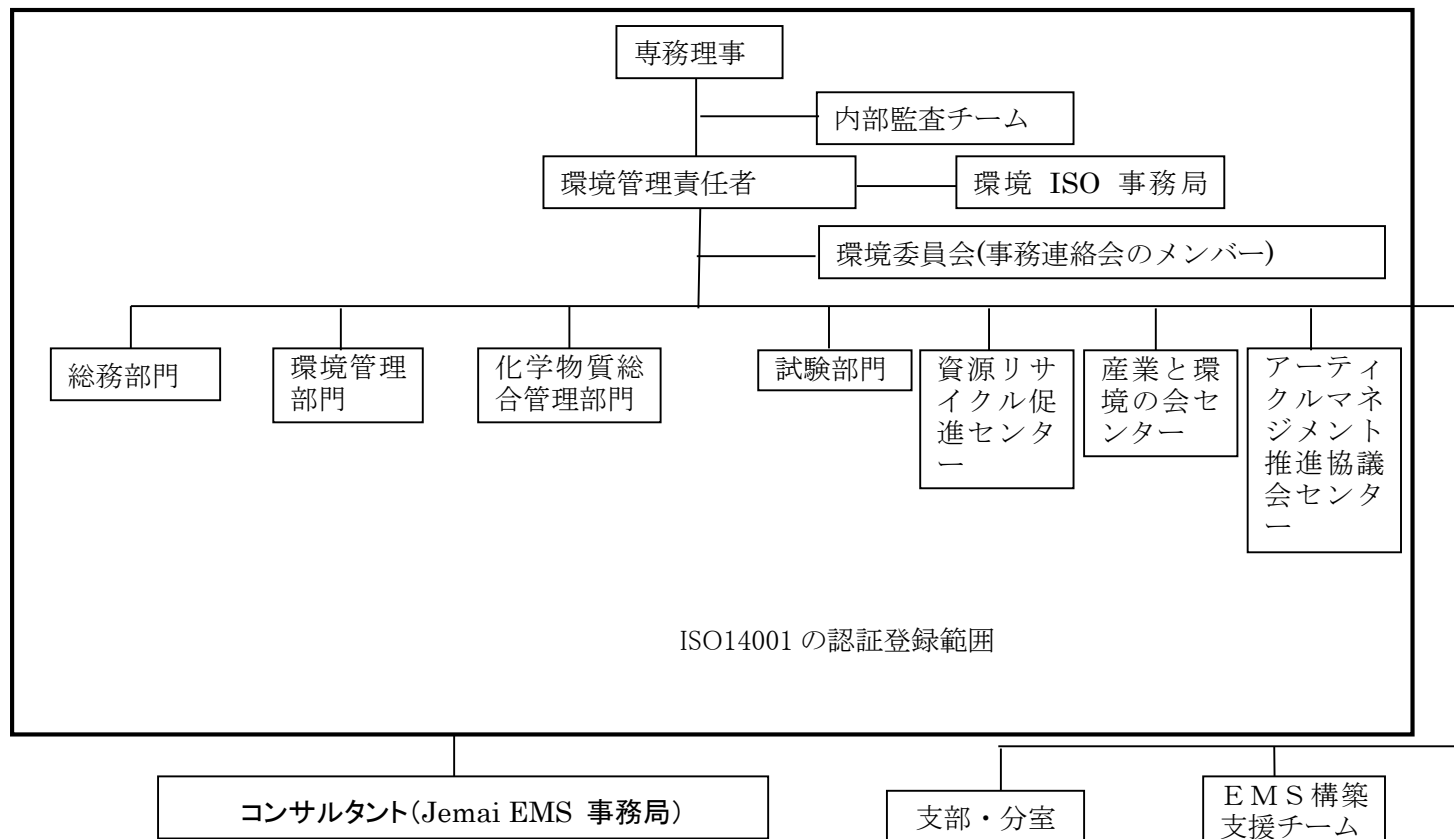 専務理事
内部監査チーム
環境管理責任者
環境 ISO 事務局
環境委員会(事務連絡会のメンバー)
総務部門
環境管理
部門
化学物質総
合管理部門
試験部門
資源リサ
イクル促
進センタ
ー
産業と環
境の会セ
ンター
アーティ
クルマネ
ジメント
推進協議
会センタ
ー
ISO14001 の認証登録範囲
コンサルタント(Jemai EMS 事務局)
支部・分室
ＥＭＳ構築
支援チーム